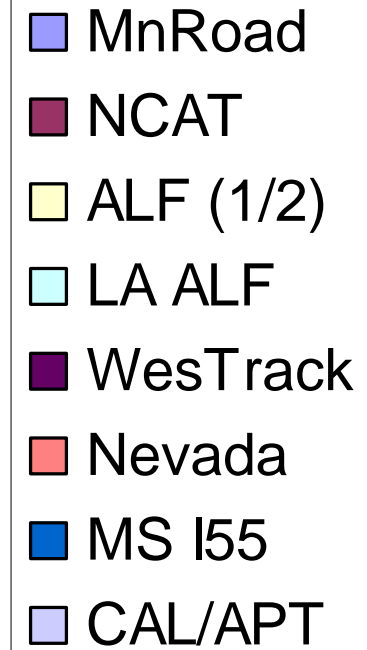 MnRoad
NCAT
ALF (1/2)
LA ALF
WesTrack
Nevada
MS I55
CAL/APT